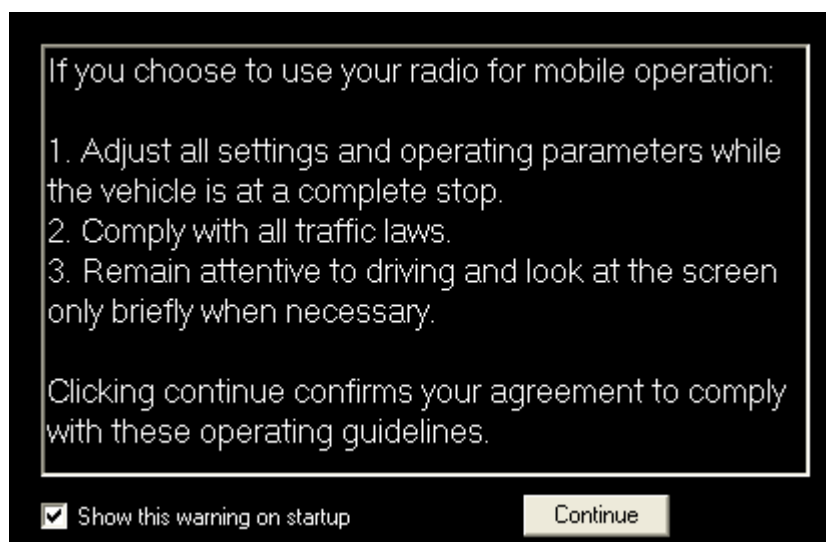 If you choose to use your radio for mobile operation:
1. Adjust all settings and operating parameters while
the vehicle is at a complete stop.
2. Comply with all traffic laws.
3. Remain attentive to driving and look at the screen
only briefly when necessary.
Clicking continue confirms your agreement to comply
with these operating guidelines.
Show this warning on startup
Continue